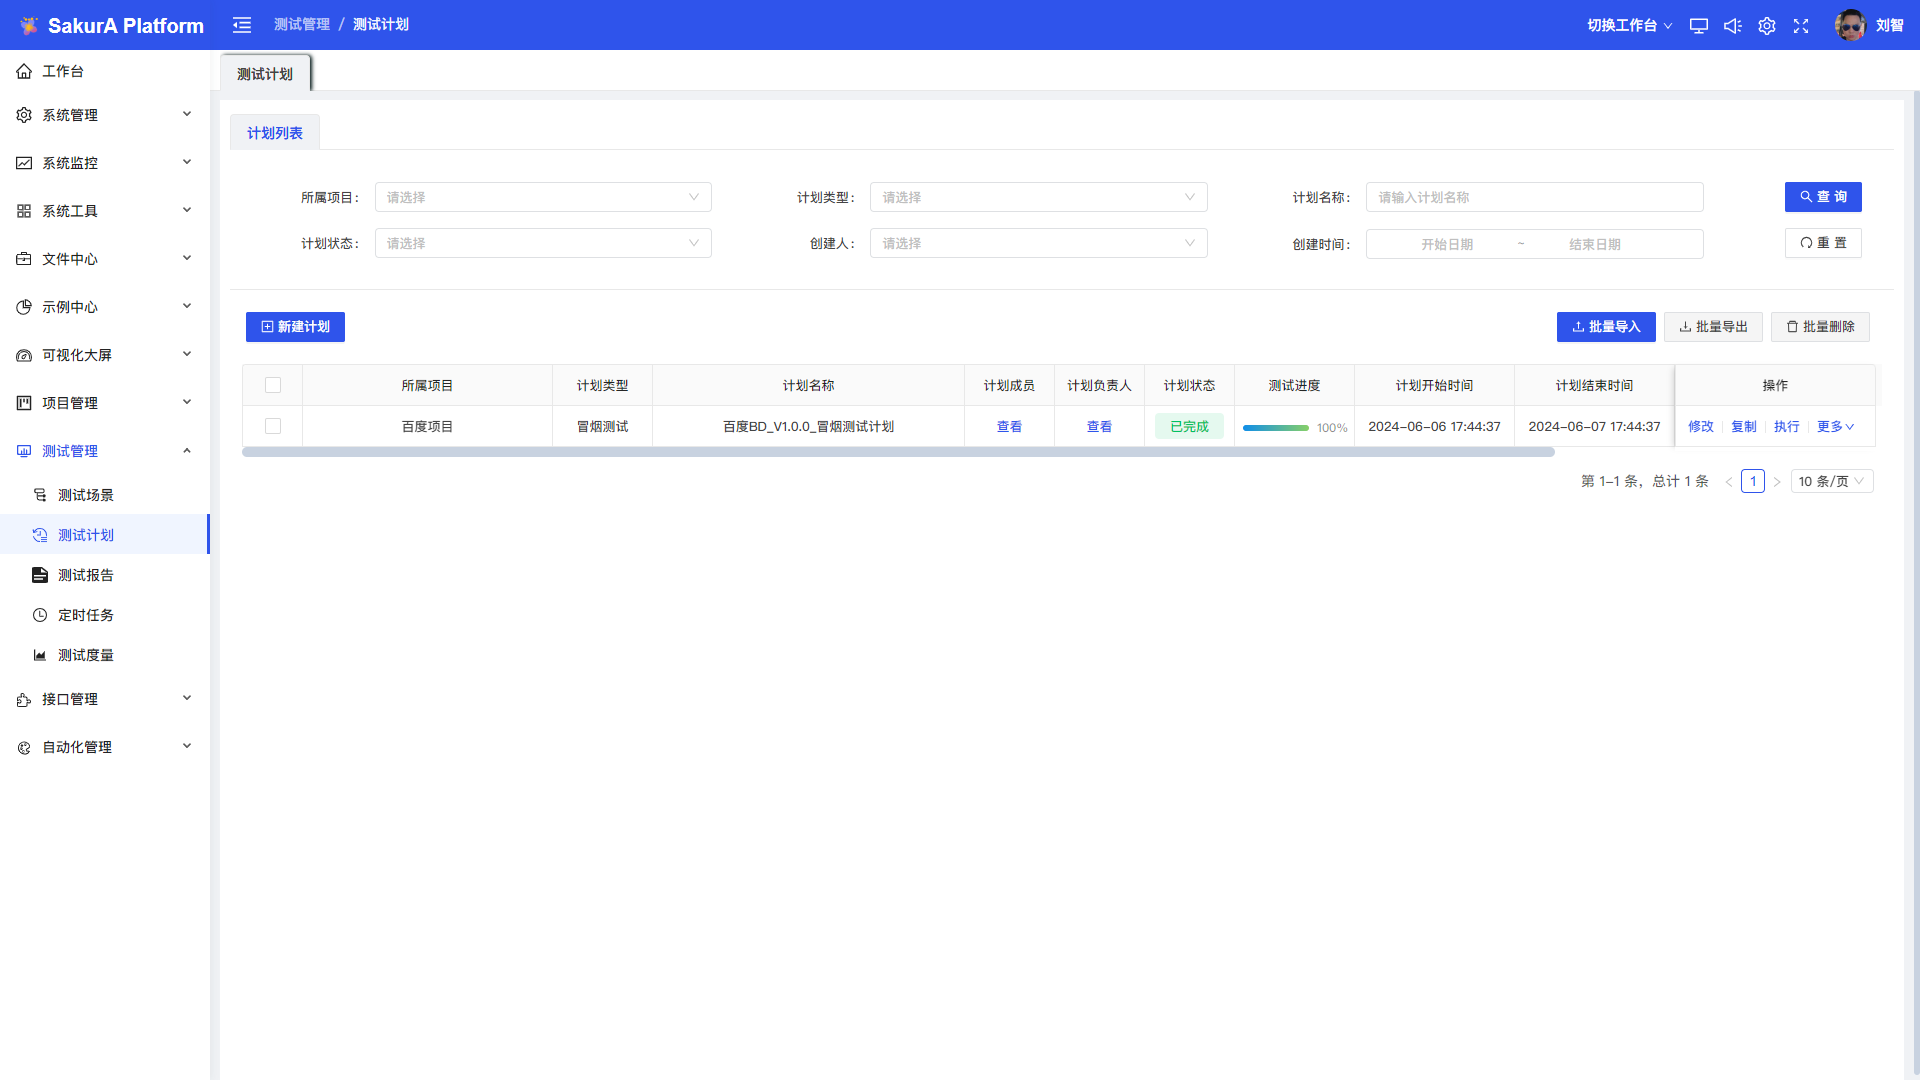 SakurA Platform
测试管理 / 测试计划
切换工作台
刘智
工作台
系统管理
系统监控
系统工具
文件中心
示例中心
可视化大屏
项目管理
测试管理
测试场景
测试计划
测试报告
定时任务
测试度量
接口管理
自动化管理
测试计划
计划列表
所属项目: 请选择
计划类型: 请选择
计划名称: 请输入计划名称
查 询
计划状态: 请选择
创建人: 请选择
创建时间: 开始日期 ~ 结束日期
重 置
新建计划
批量导入
批量导出
批量删除
所属项目 计划类型 计划名称 计划成员 计划负责人 计划状态 测试进度 计划开始时间 计划结束时间 操作
百度项目 冒烟测试 百度BD_V1.0.0_冒烟测试计划 查看 查看 已完成 100% 2024-06-06 17:44:37 2024-06-07 17:44:37 修改 复制 执行 更多
第 1-1 条，总计 1 条 < 1 > 10 条/页